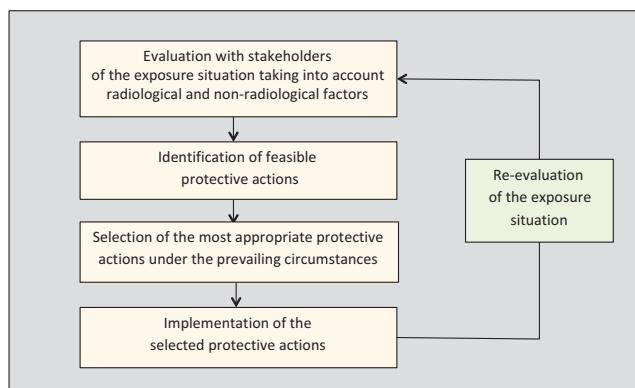 Evaluation with stakeholders
of the exposure situation taking into account
radiological and non-radiological factors
Identification of feasible
protective actions
Selection of the most appropriate protective
actions under the prevailing circumstances
Implementation of the
selected protective actions
Re-evaluation
of the exposure
situation